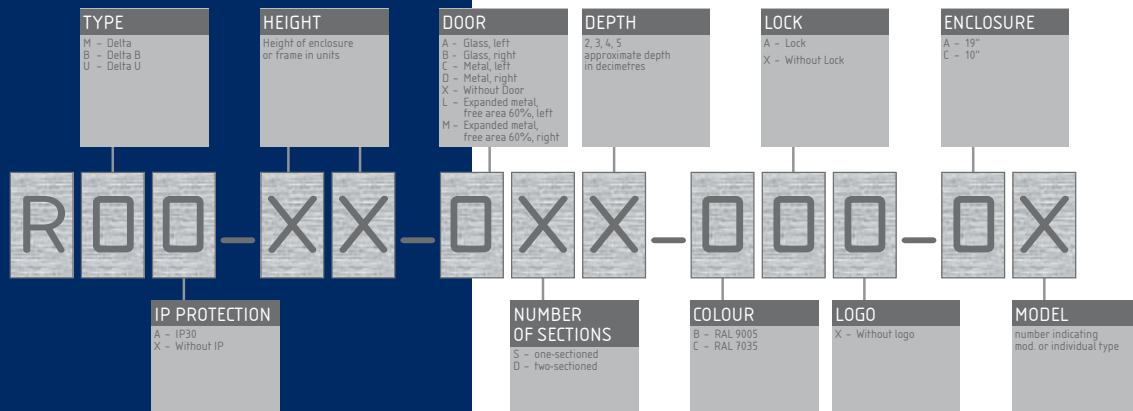 TYPE
M – Delta
B – Delta B
U – Delta U
HEIGHT
Height of enclosure
or frame in units
DOOR
A – Glass, left
B – Glass, right
C – Metal, left
D – Metal, right
X – Without Door
L – Expanded metal,
free area 60%, left
M – Expanded metal,
free area 60%, right
DEPTH
2, 3, 4, 5
approximate depth
in decimetres
LOCK
A – Lock
X – Without Lock
ENCLOSURE
A – 19"
C – 10"
ROO–XX–OXX–OOO–OX
IP PROTECTION
A – IP30
X – Without IP
NUMBER
OF SECTIONS
S – one-sectioned
D – two-sectioned
COLOUR
B – RAL 9005
C – RAL 7035
LOGO
X – Without logo
MODEL
number indicating
mod. or individual type